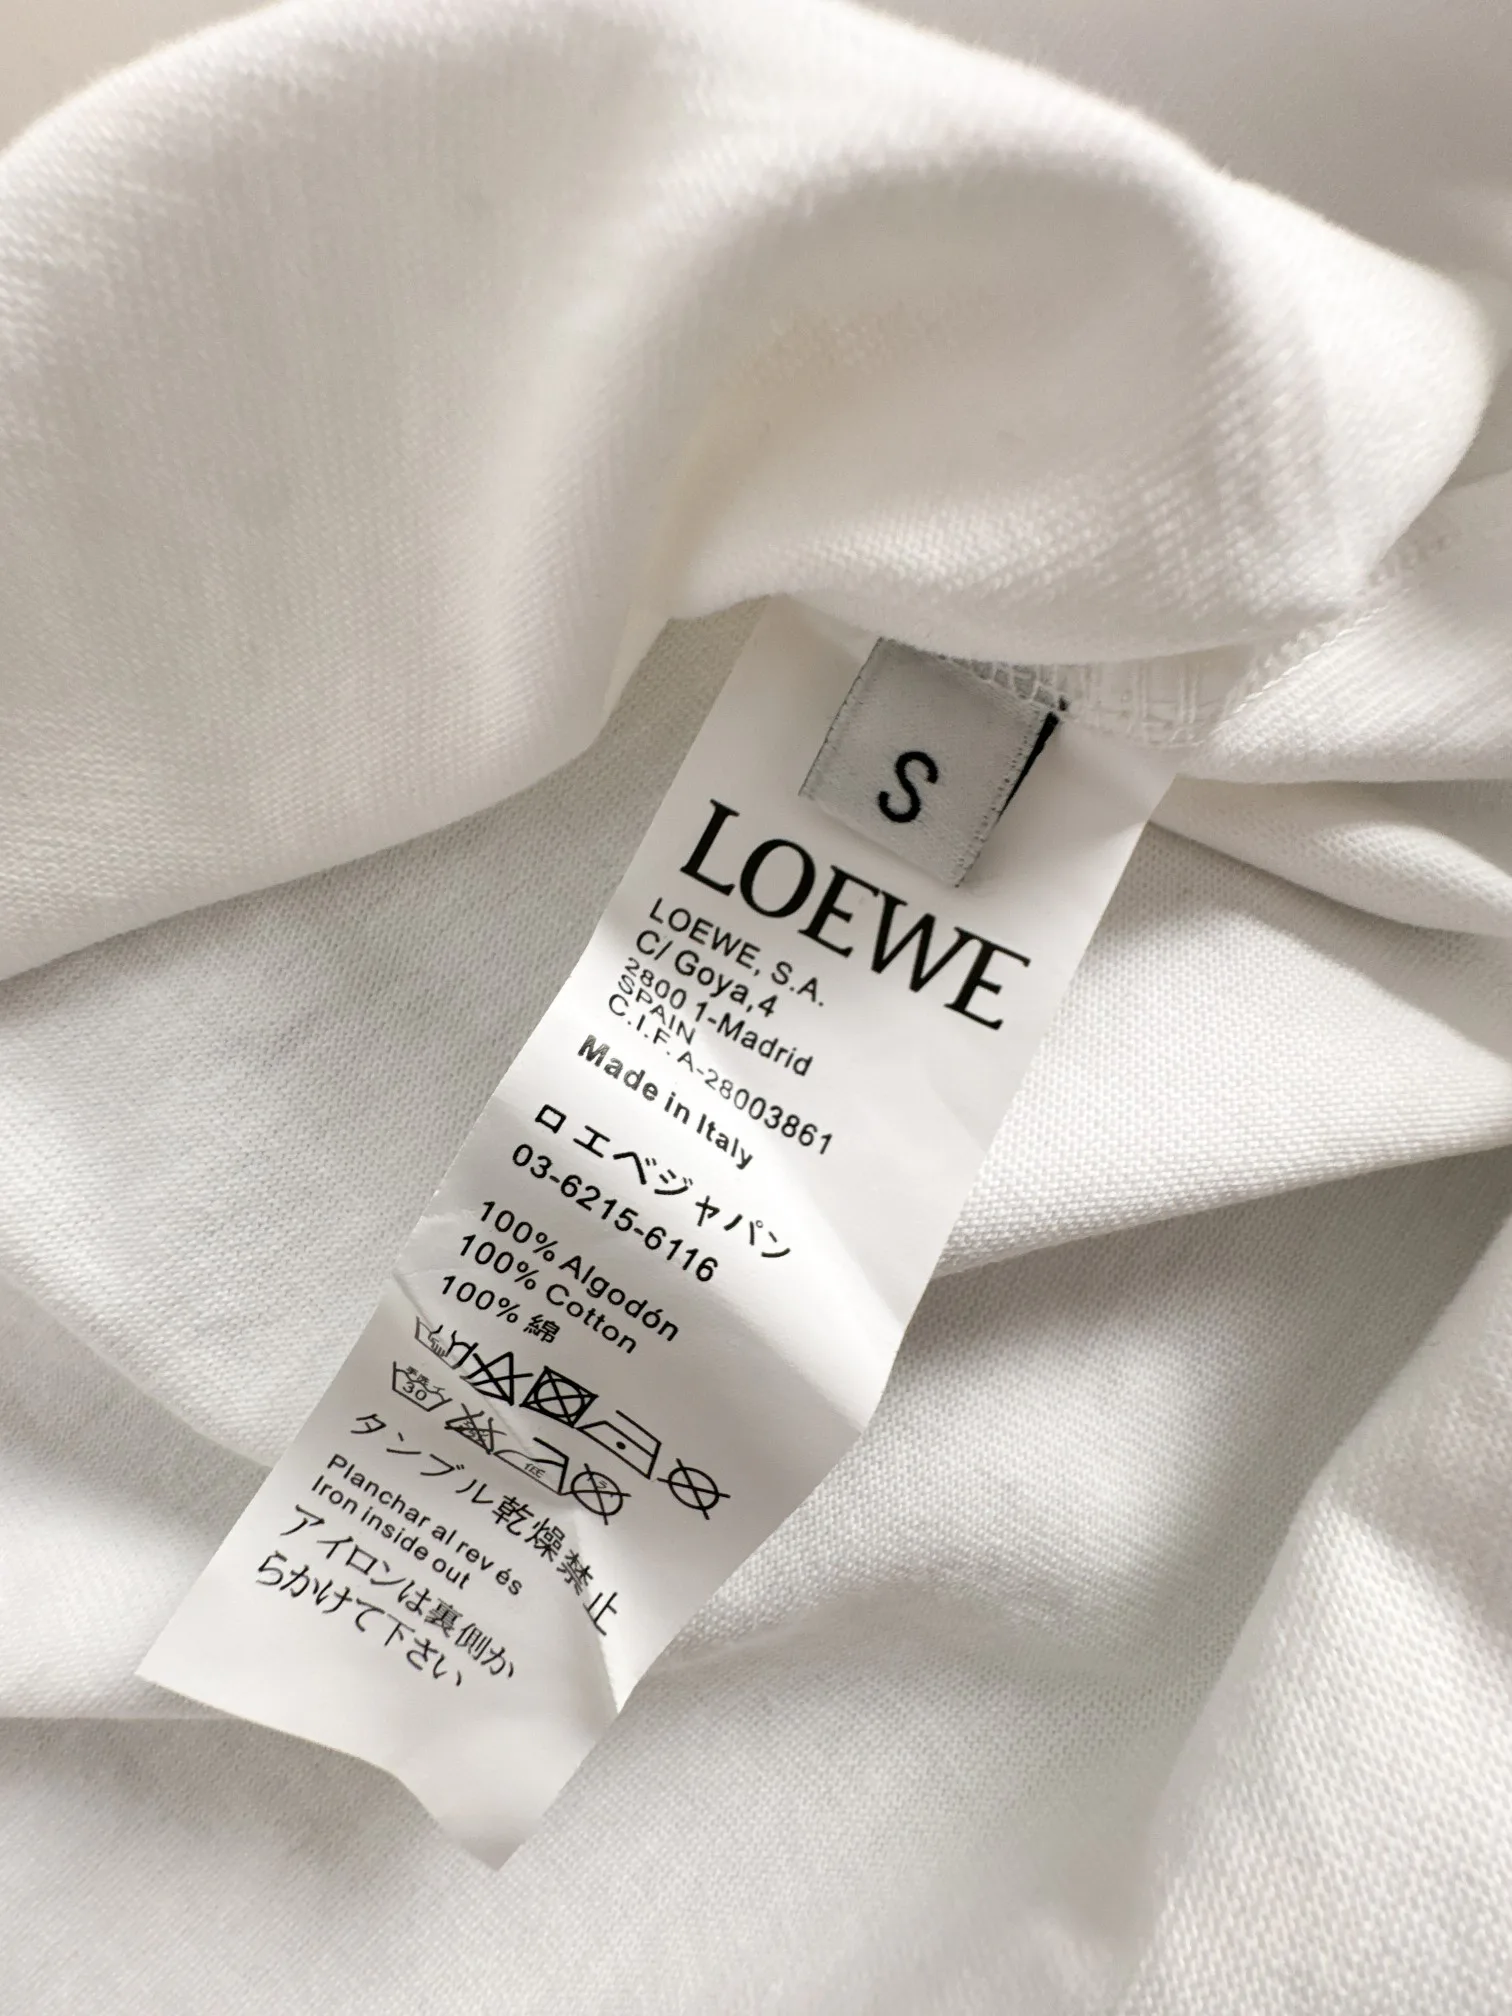 S
LOEWE
LOEWE, S.A.
C/ Goya,4
2800 1-Madrid
SPAIN
C.I.F. A-28003861
Made in Italy
ロエベジャパン
03-6215-6116
100% Algodón
100% Cotton
100% 綿
30
タンブル乾燥禁止
Planchar al rev és
Iron inside out
アイロンは裏側か
らかけて下さい